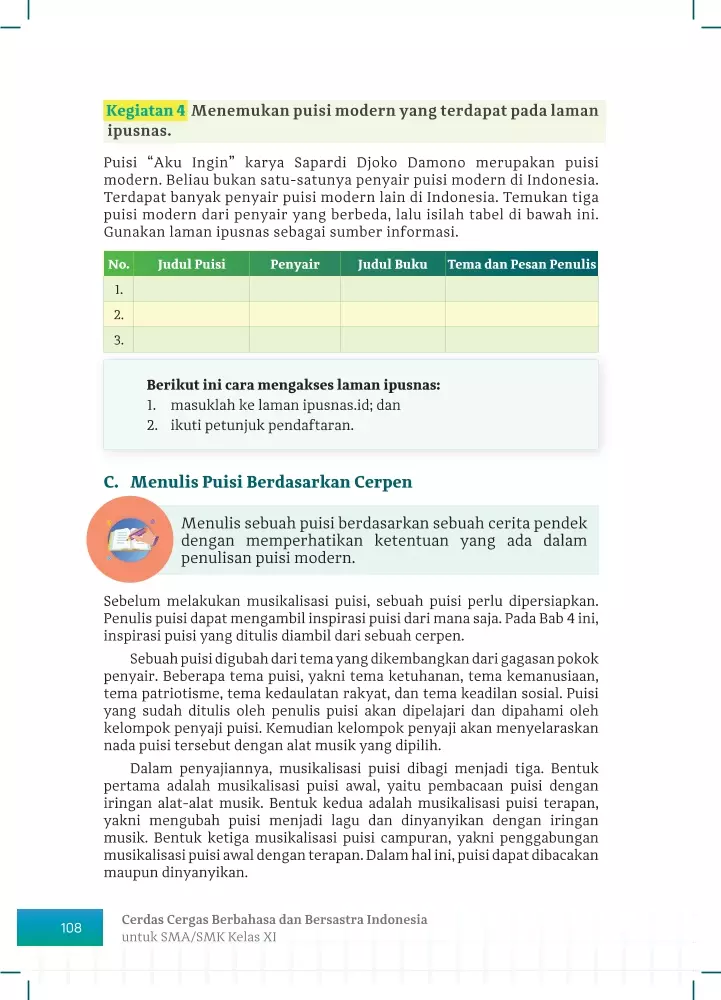 Kegiatan 4 Menemukan puisi modern yang terdapat pada laman
ipusnas.
Puisi “Aku Ingin” karya Sapardi Djoko Damono merupakan puisi
modern. Beliau bukan satu-satunya penyair puisi modern di Indonesia.
Terdapat banyak penyair puisi modern lain di Indonesia. Temukan tiga
puisi modern dari penyair yang berbeda, lalu isilah tabel di bawah ini.
Gunakan laman ipusnas sebagai sumber informasi.
No. Judul Puisi Penyair Judul Buku Tema dan Pesan Penulis
1.
2.
3.
Berikut ini cara mengakses laman ipusnas:
1. masuklah ke laman ipusnas.id; dan
2. ikuti petunjuk pendaftaran.
C. Menulis Puisi Berdasarkan Cerpen
Menulis sebuah puisi berdasarkan sebuah cerita pendek
dengan memperhatikan ketentuan yang ada dalam
penulisan puisi modern.
Sebelum melakukan musikalisasi puisi, sebuah puisi perlu dipersiapkan.
Penulis puisi dapat mengambil inspirasi puisi dari mana saja. Pada Bab 4 ini,
inspirasi puisi yang ditulis diambil dari sebuah cerpen.
Sebuah puisi digubah dari tema yang dikembangkan dari gagasan pokok
penyair. Beberapa tema puisi, yakni tema ketuhanan, tema kemanusiaan,
tema patriotisme, tema kedaulatan rakyat, dan tema keadilan sosial. Puisi
yang sudah ditulis oleh penulis puisi akan dipelajari dan dipahami oleh
kelompok penyaji puisi. Kemudian kelompok penyaji akan menyelaraskan
nada puisi tersebut dengan alat musik yang dipilih.
Dalam penyajiannya, musikalisasi puisi dibagi menjadi tiga. Bentuk
pertama adalah musikalisasi puisi awal, yaitu pembacaan puisi dengan
iringan alat-alat musik. Bentuk kedua adalah musikalisasi puisi terapan,
yakni mengubah puisi menjadi lagu dan dinyanyikan dengan iringan
musik. Bentuk ketiga musikalisasi puisi campuran, yakni penggabungan
musikalisasi puisi awal dengan terapan. Dalam hal ini, puisi dapat dibacakan
maupun dinyanyikan.
108
Cerdas Cergas Berbahasa dan Bersastra Indonesia
untuk SMA/SMK Kelas XI